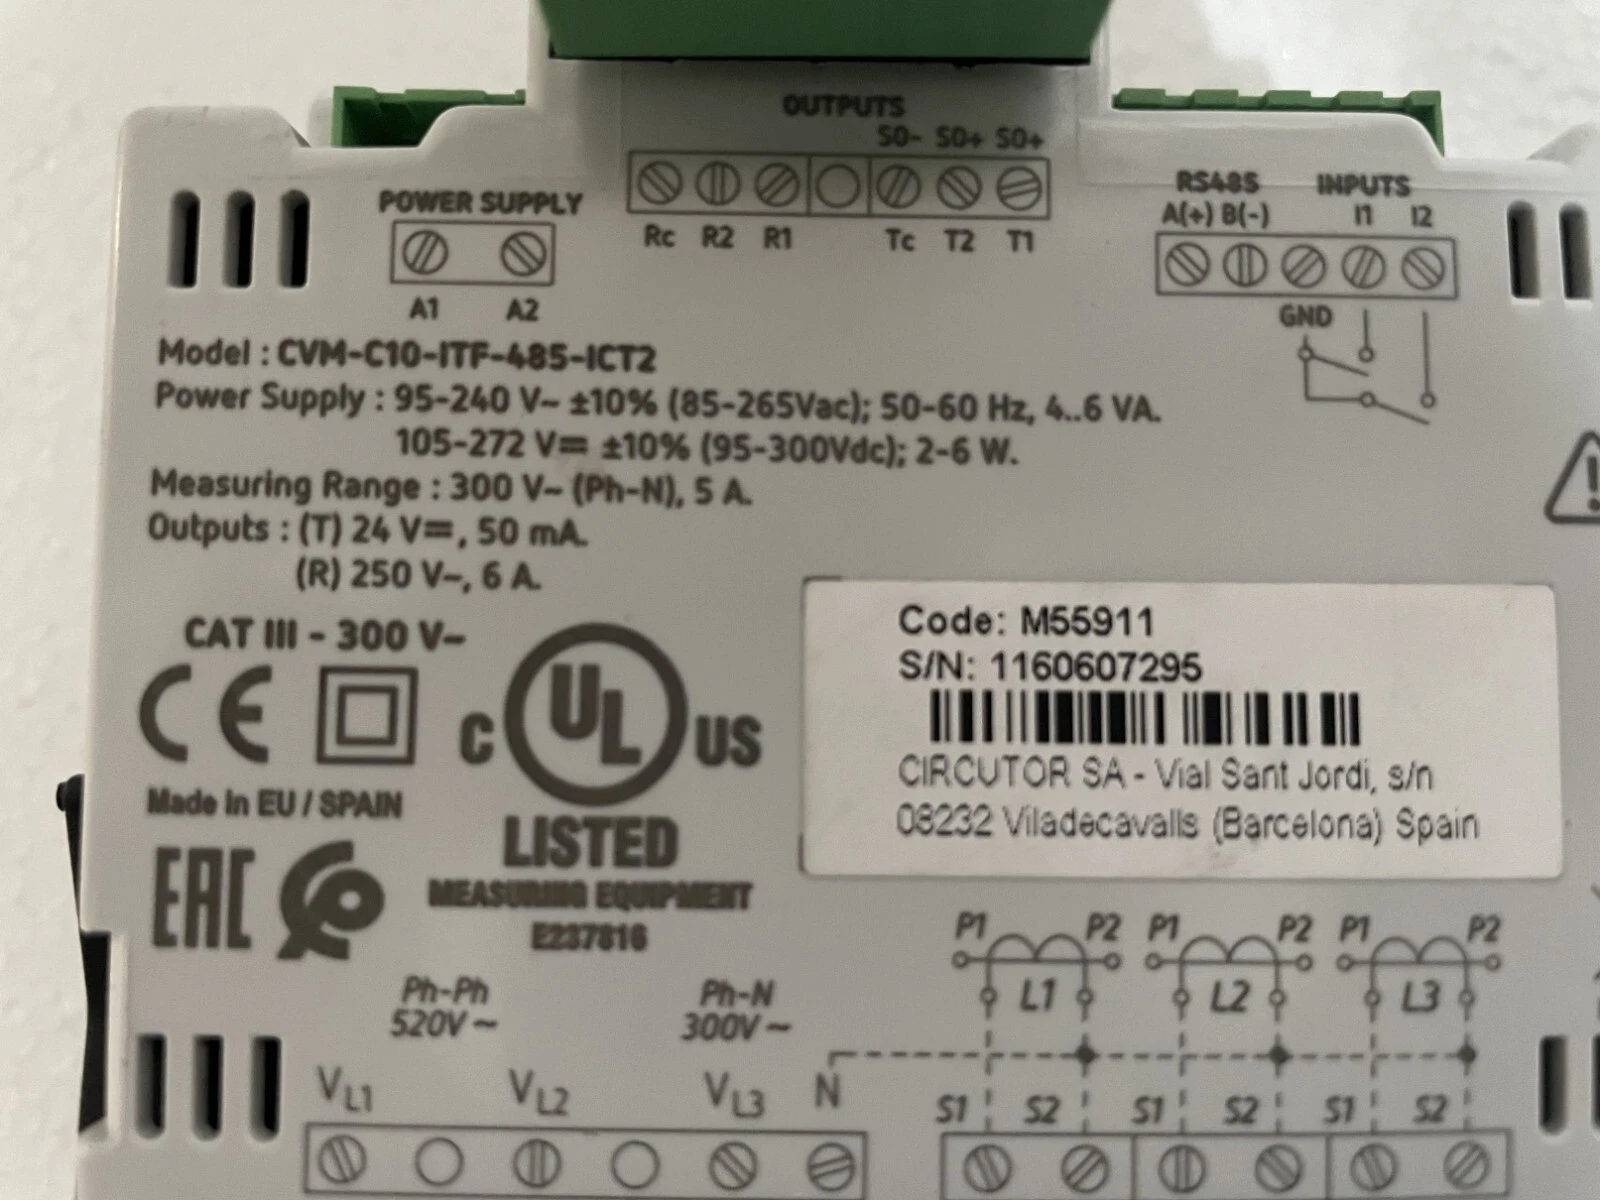 OUTPUTS
S0- S0+ S0+
Rc R2 R1 Tc T2 T1
POWER SUPPLY
A1 A2
RS485 INPUTS
A(+) B(-) I1 I2
GND
Model : CVM-C10-ITF-485-ICT2
Power Supply : 95-240 V~ ±10% (85-265Vac); 50-60 Hz, 4..6 VA.
105-272 V⎓ ±10% (95-300Vdc); 2-6 W.
Measuring Range : 300 V~ (Ph-N), 5 A.
Outputs : (T) 24 V⎓, 50 mA.
(R) 250 V~, 6 A.
CAT III - 300 V~
CE
C UL US
LISTED
MEASURING EQUIPMENT
E237816
Made in EU / SPAIN
EAC
Code: M55911
S/N: 1160607295
CIRCUTOR SA - Vial Sant Jordi, s/n
08232 Viladecavalls (Barcelona) Spain
P1 P2 P1 P2 P1 P2
L1 L2 L3
Ph-Ph
520V ~
Ph-N
300V ~
VL1 VL2 VL3 N
S1 S2 S1 S2 S1 S2